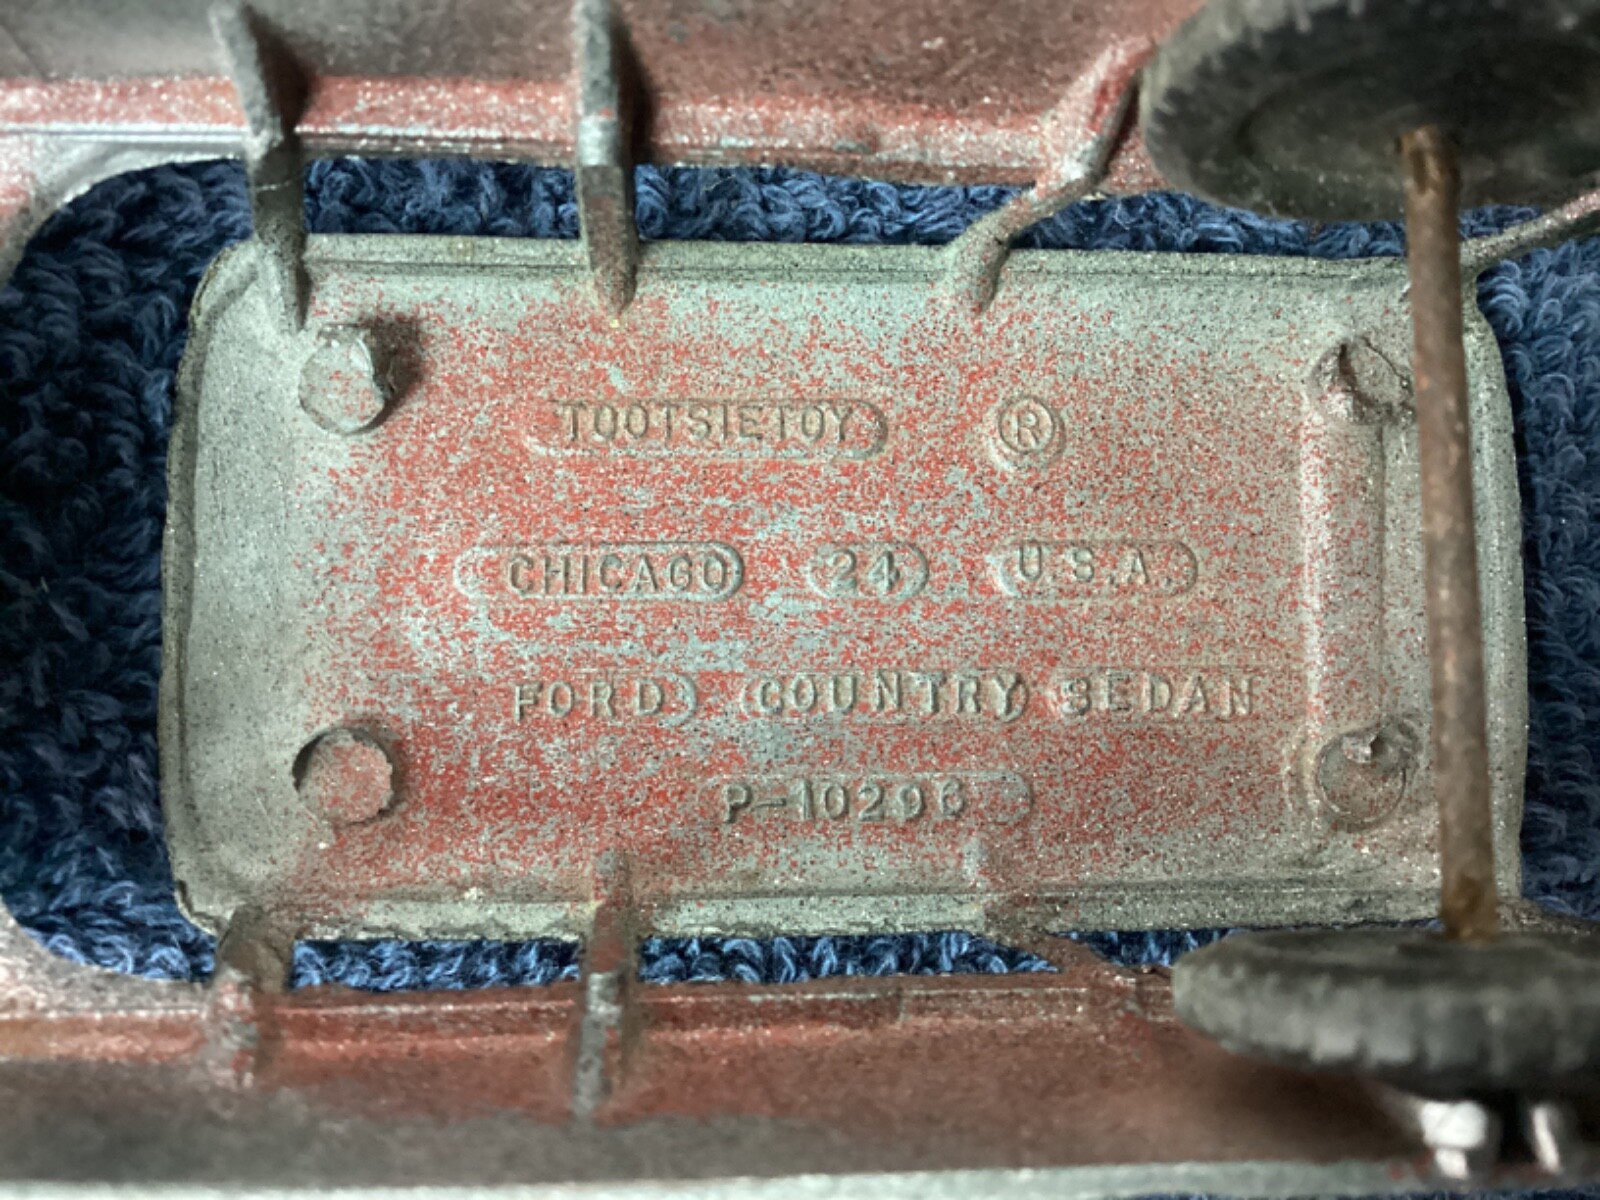 TOOTSIETOY ®
CHICAGO 24 U.S.A.
FORD COUNTRY SEDAN
P-10296